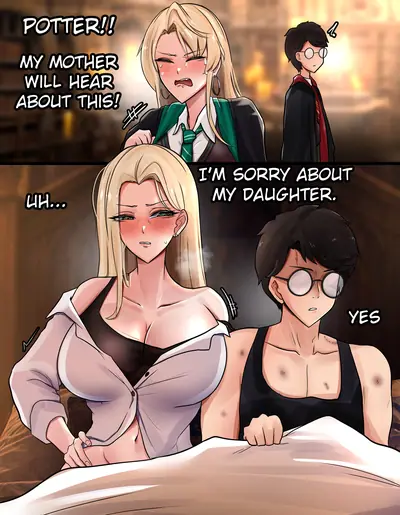 POTTER!!
MY MOTHER
WILL HEAR
ABOUT THIS!
I'M SORRY ABOUT
MY DAUGHTER.
UH...
YES